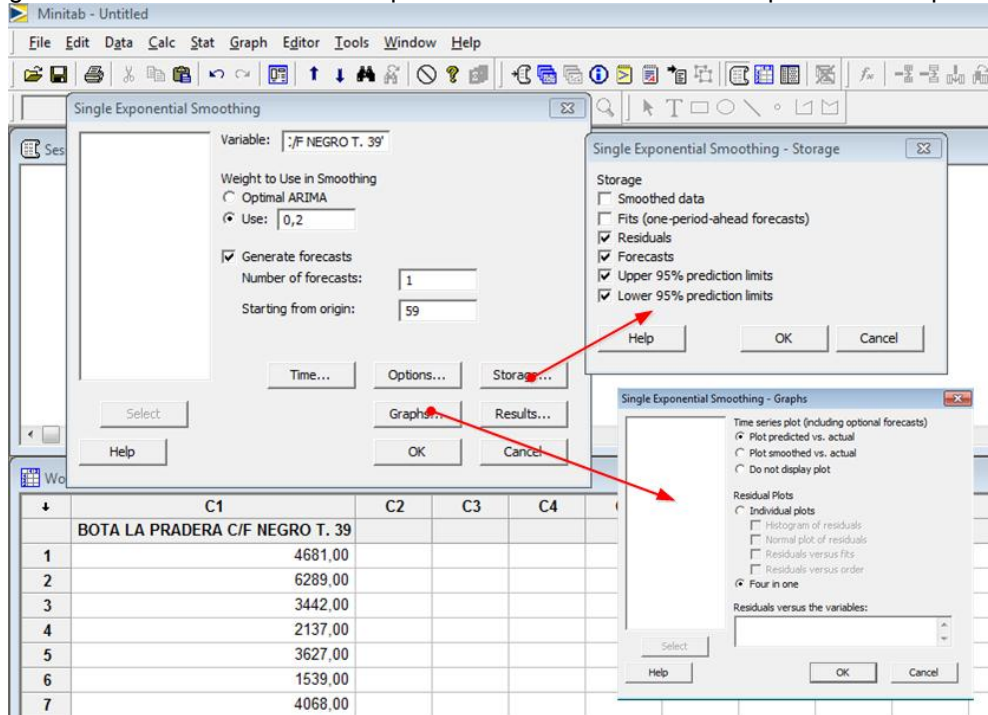 Minitab - Untitled
File Edit Data Calc Stat Graph Editor Tools Window Help
Single Exponential Smoothing
Variable: :/F NEGRO T. 39'
Weight to Use in Smoothing
Optimal ARIMA
Use: 0,2
Generate forecasts
Number of forecasts: 1
Starting from origin: 59
Time... Options... Storage...
Select Graphs... Results...
Help OK Cancel
Single Exponential Smoothing - Storage
Storage
Smoothed data
Fits (one-period-ahead forecasts)
Residuals
Forecasts
Upper 95% prediction limits
Lower 95% prediction limits
Help OK Cancel
Single Exponential Smoothing - Graphs
Time series plot (including optional forecasts)
Plot predicted vs. actual
Plot smoothed vs. actual
Do not display plot
Residual Plots
Individual plots
Histogram of residuals
Normal plot of residuals
Residuals versus fits
Residuals versus order
Four in one
Residuals versus the variables:
Select
Help OK Cancel
Ses
Wo
C1 C2 C3 C4
BOTA LA PRADERA C/F NEGRO T. 39
1 4681,00
2 6289,00
3 3442,00
4 2137,00
5 3627,00
6 1539,00
7 4068,00